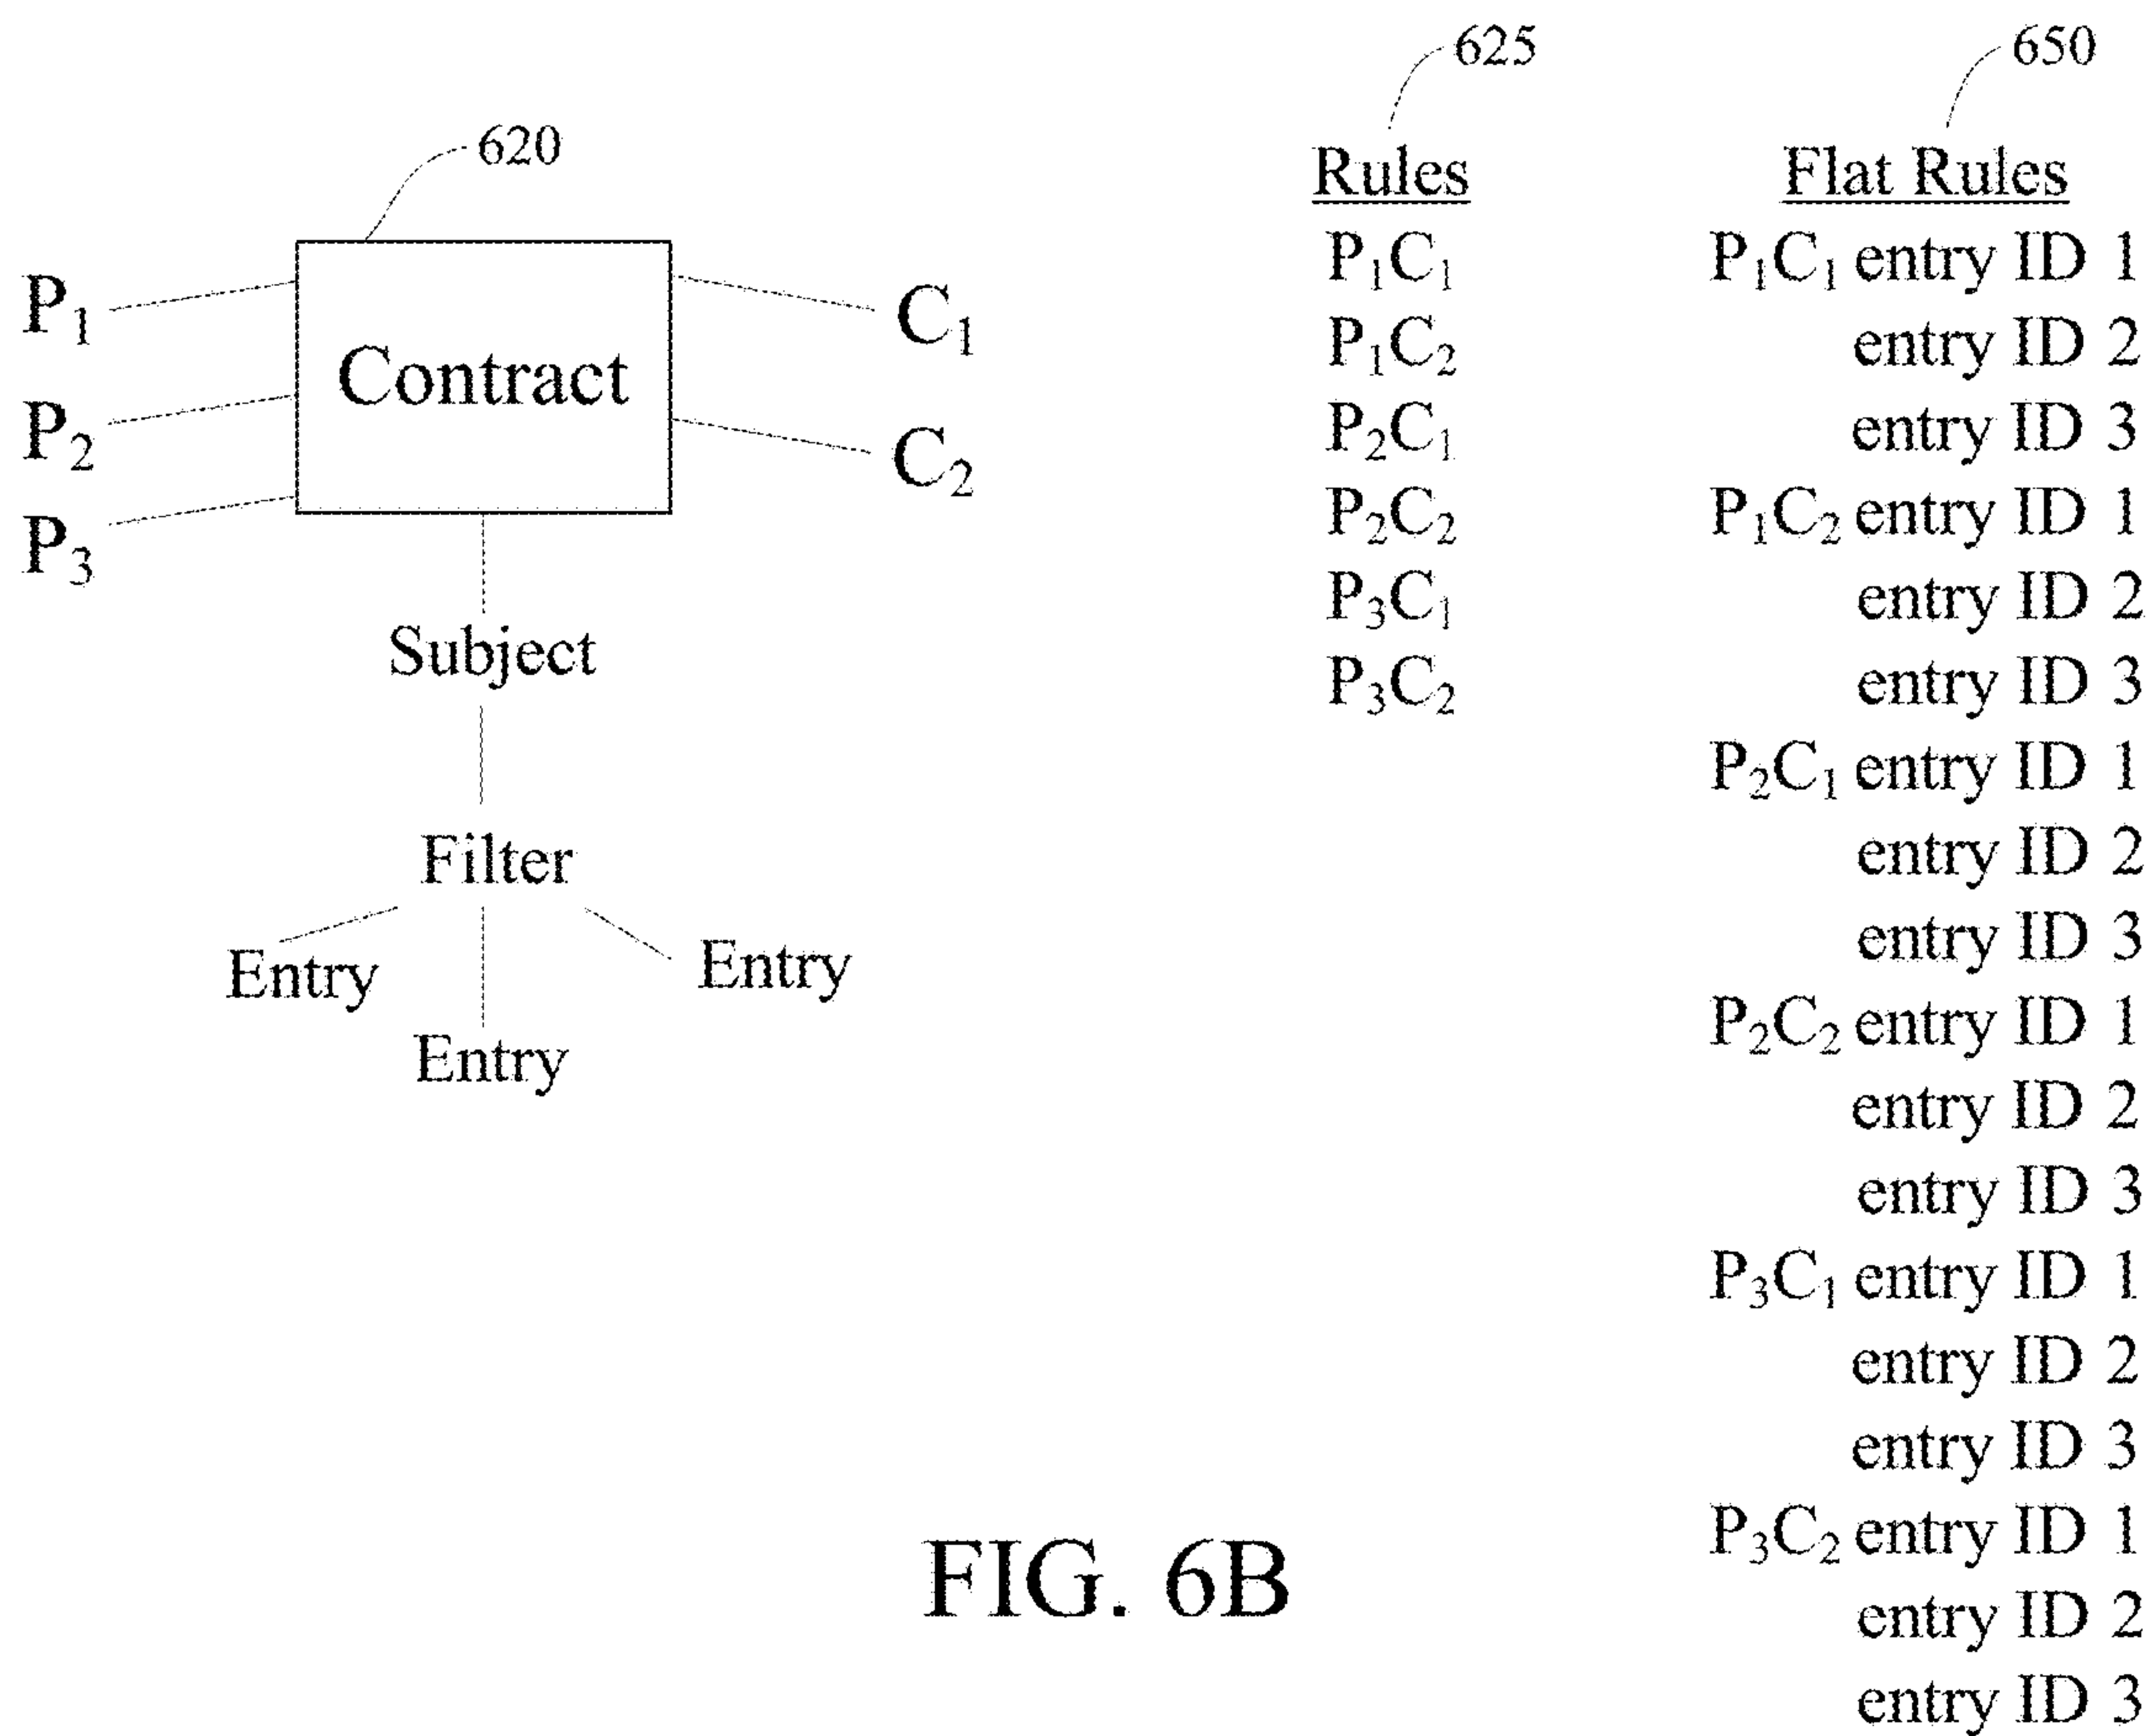 620
P₁
P₂
P₃
Contract
C₁
C₂
Subject
Filter
Entry
Entry
Entry
625
Rules
P₁C₁
P₁C₂
P₂C₁
P₂C₂
P₃C₁
P₃C₂
650
Flat Rules
P₁C₁ entry ID 1
entry ID 2
entry ID 3
P₁C₂ entry ID 1
entry ID 2
entry ID 3
P₂C₁ entry ID 1
entry ID 2
entry ID 3
P₂C₂ entry ID 1
entry ID 2
entry ID 3
P₃C₁ entry ID 1
entry ID 2
entry ID 3
P₃C₂ entry ID 1
entry ID 2
entry ID 3
FIG. 6B